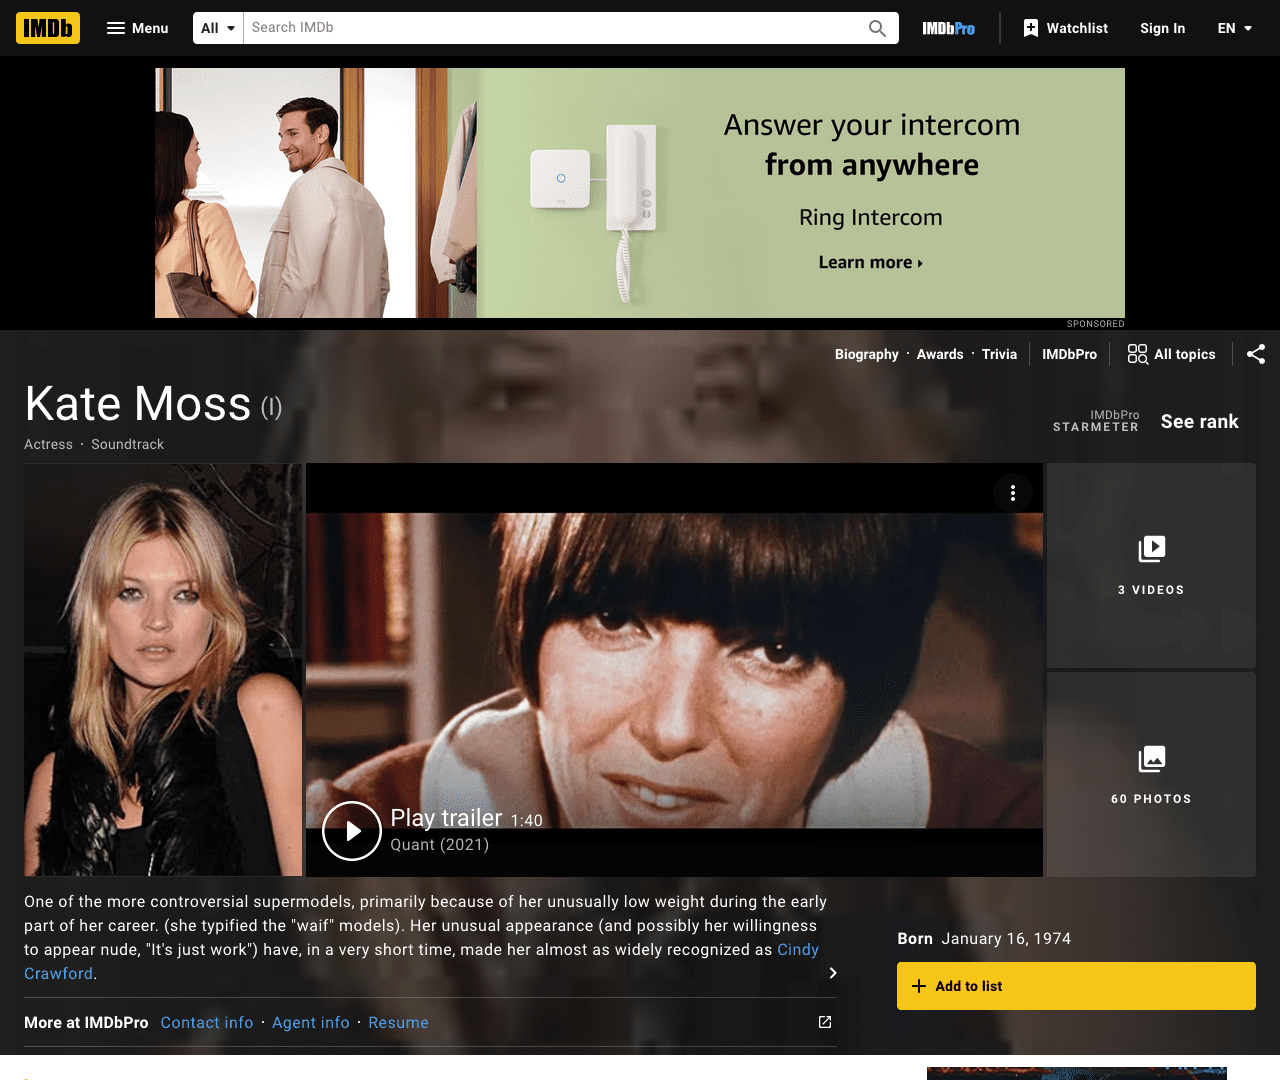 IMDb Menu All Search IMDb IMDbPro Watchlist Sign In EN
Answer your intercom
from anywhere
Ring Intercom
Learn more
SPONSORED
Biography · Awards · Trivia IMDbPro All topics
Kate Moss (I)
Actress · Soundtrack
IMDbPro
STARMETER
See rank
3 VIDEOS
60 PHOTOS
Play trailer 1:40
Quant (2021)
One of the more controversial supermodels, primarily because of her unusually low weight during the early
part of her career. (she typified the "waif" models). Her unusual appearance (and possibly her willingness
to appear nude, "It's just work") have, in a very short time, made her almost as widely recognized as Cindy
Crawford.
Born January 16, 1974
Add to list
More at IMDbPro Contact info · Agent info · Resume